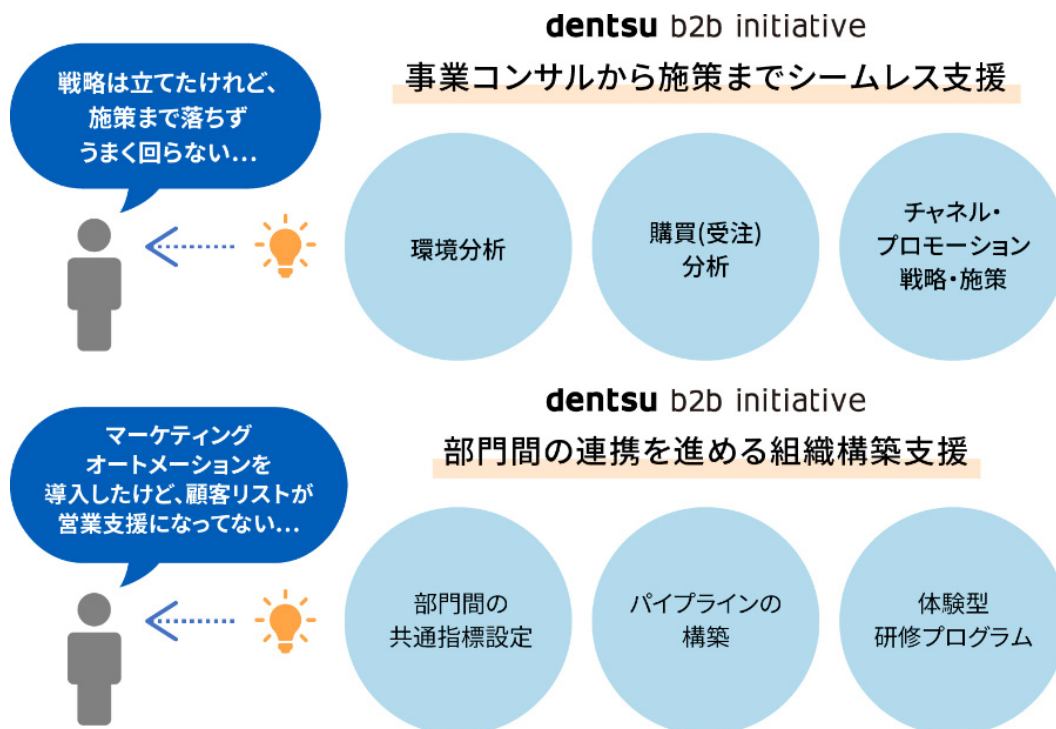 dentsu b2b initiative
事業コンサルから施策までシームレス支援
戦略は立てたけれど、
施策まで落ちず
うまく回らない…
環境分析
購買(受注)
分析
チャネル・
プロモーション
戦略・施策
dentsu b2b initiative
部門間の連携を進める組織構築支援
マーケティング
オートメーションを
導入したけど、顧客リストが
営業支援になってない…
部門間の
共通指標設定
パイプラインの
構築
体験型
研修プログラム